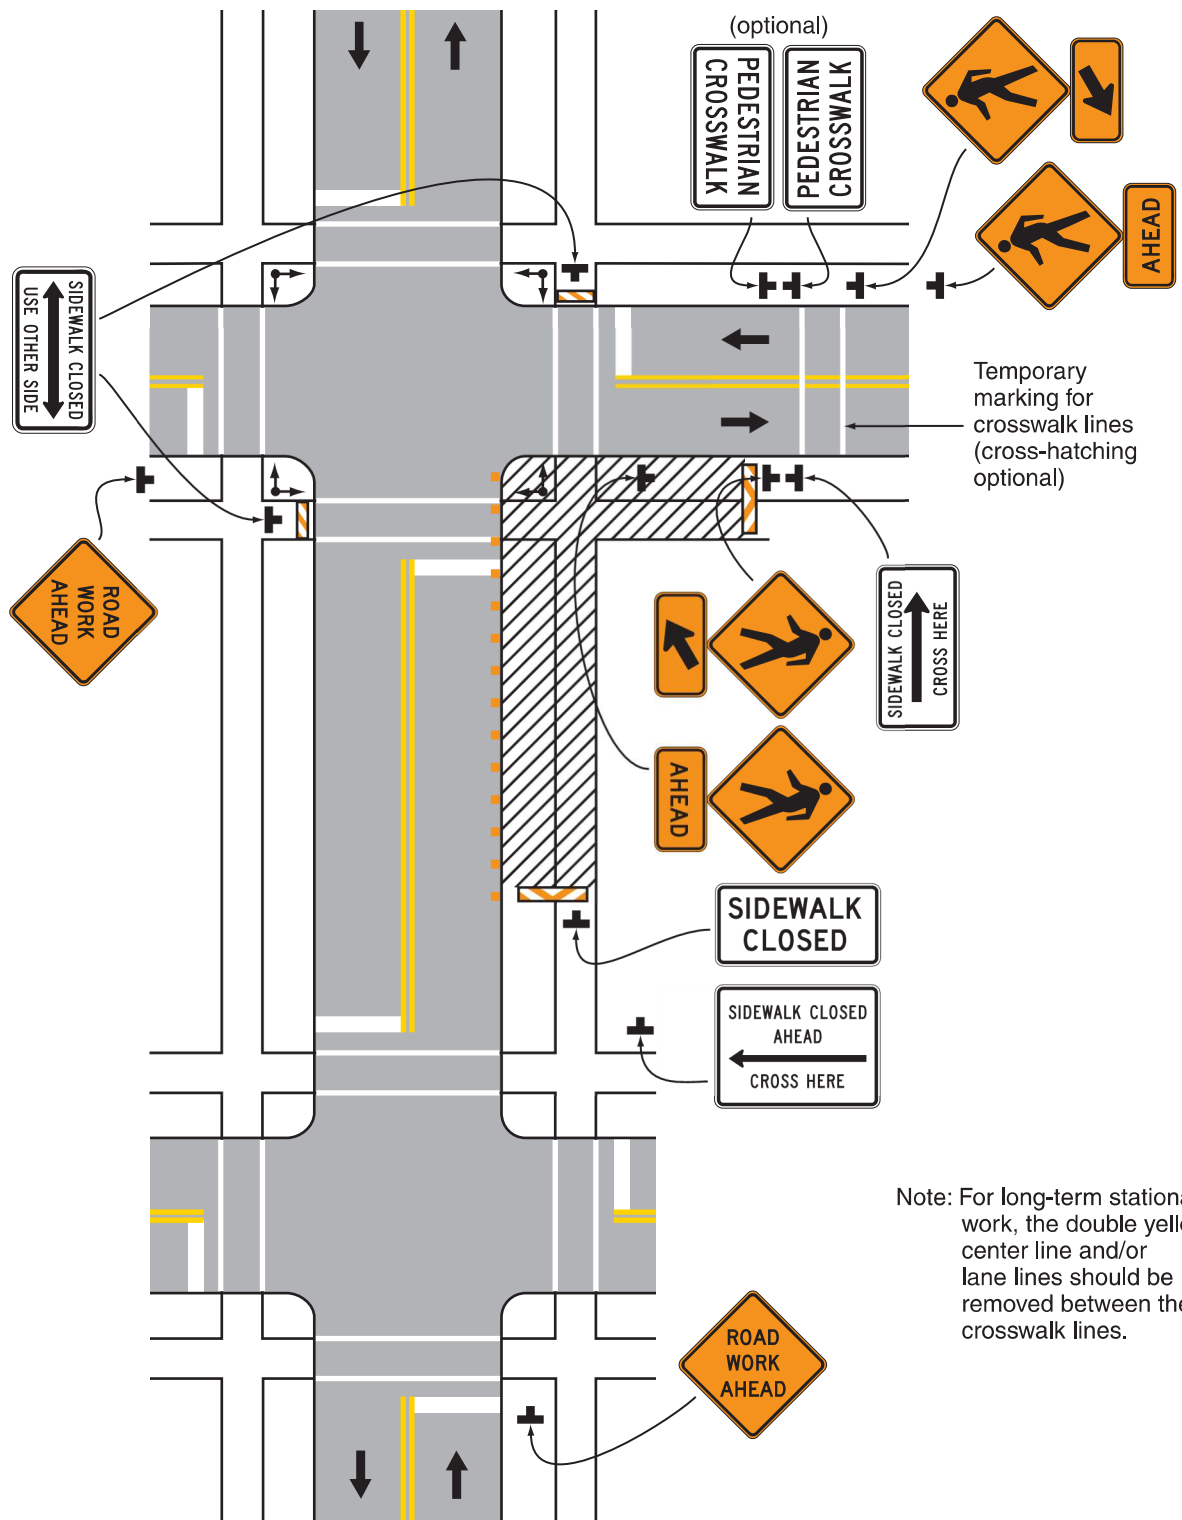 (optional)
PEDESTRIAN
CROSSWALK
PEDESTRIAN
CROSSWALK
AHEAD
SIDEWALK CLOSED
USE OTHER SIDE
Temporary
marking for
crosswalk lines
(cross-hatching
optional)
ROAD
WORK
AHEAD
SIDEWALK CLOSED
CROSS HERE
AHEAD
SIDEWALK
CLOSED
SIDEWALK CLOSED
AHEAD
CROSS HERE
Note: For long-term
work, the double
center line and/or
lane lines should be
removed between the
crosswalk lines.
ROAD
WORK
AHEAD